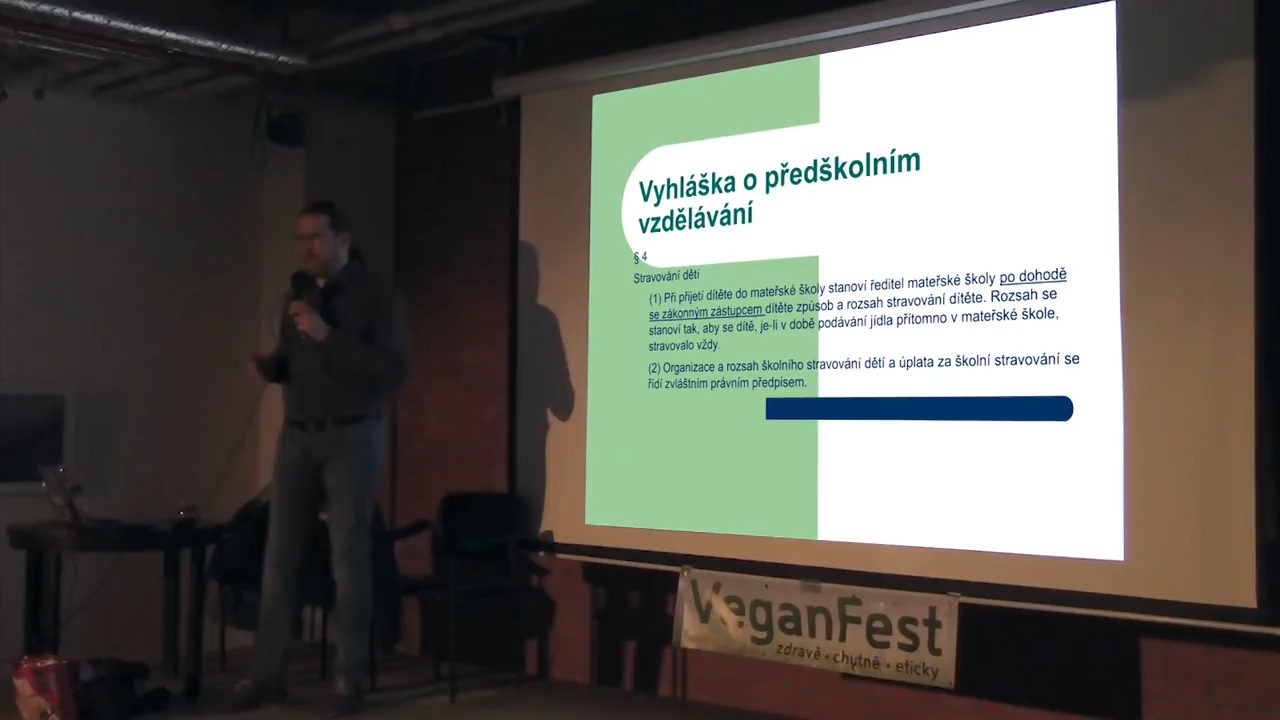 Vyhláška o předškolním
vzdělávání
§ 4
Stravování dětí
(1) Při přijetí dítěte do mateřské školy stanoví ředitel mateřské školy po dohodě
se zákonným zástupcem dítěte způsob a rozsah stravování dítěte. Rozsah se
stanoví tak, aby se dítě, je-li v době podávání jídla přítomno v mateřské škole,
stravovalo vždy.
(2) Organizace a rozsah školního stravování dětí a úplata za školní stravování se
řídí zvláštním právním předpisem.
VeganFest
zdravě • chutně • eticky